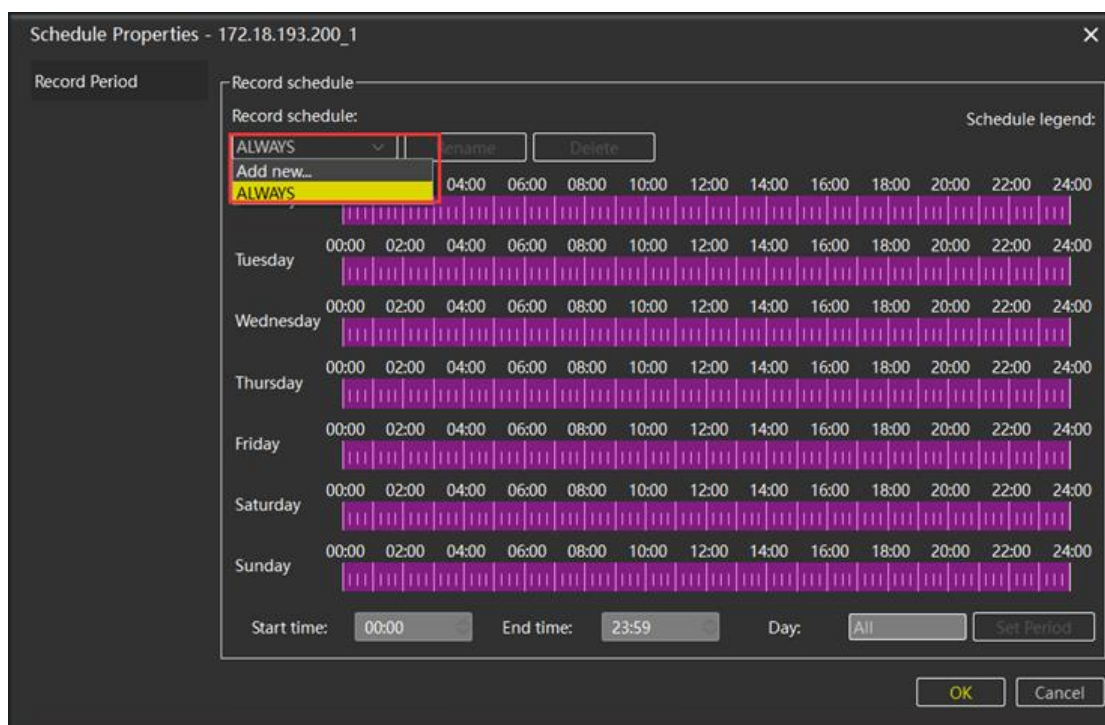 Schedule Properties - 172.18.193.200_1
Record Period
Record schedule
Record schedule:
Schedule legend:
ALWAYS Delete
Add new...
ALWAYS
04:00 06:00 08:00 10:00 12:00 14:00 16:00 18:00 20:00 22:00 24:00
00:00 02:00 04:00 06:00 08:00 10:00 12:00 14:00 16:00 18:00 20:00 22:00 24:00
Tuesday
00:00 02:00 04:00 06:00 08:00 10:00 12:00 14:00 16:00 18:00 20:00 22:00 24:00
Wednesday
00:00 02:00 04:00 06:00 08:00 10:00 12:00 14:00 16:00 18:00 20:00 22:00 24:00
Thursday
00:00 02:00 04:00 06:00 08:00 10:00 12:00 14:00 16:00 18:00 20:00 22:00 24:00
Friday
00:00 02:00 04:00 06:00 08:00 10:00 12:00 14:00 16:00 18:00 20:00 22:00 24:00
Saturday
00:00 02:00 04:00 06:00 08:00 10:00 12:00 14:00 16:00 18:00 20:00 22:00 24:00
Sunday
Start time: 00:00 End time: 23:59 Day: All Set Period
OK Cancel